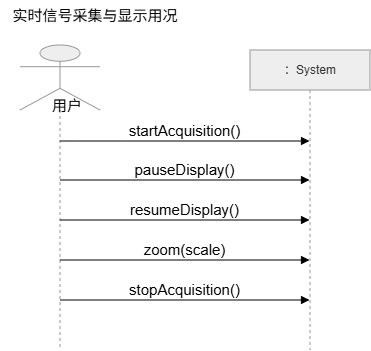 实时信号采集与显示用况
用户
：System
startAcquisition()
pauseDisplay()
resumeDisplay()
zoom(scale)
stopAcquisition()